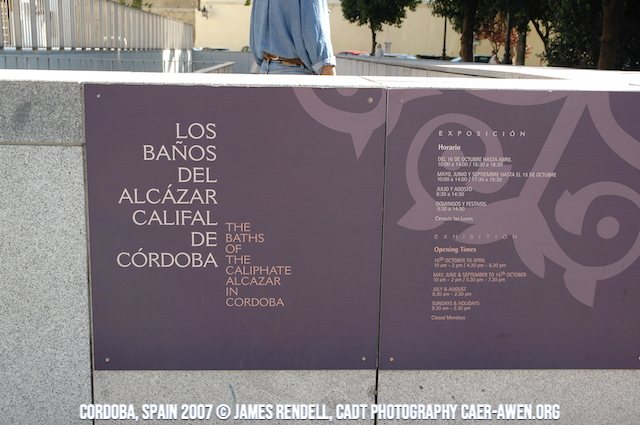 LOS
BAÑOS
DEL
ALCÁZAR
CALIFAL
DE
CÓRDOBA
THE
BATHS
OF
THE
CALIPHATE
ALCAZAR
IN
CORDOBA
EXPOSICIÓN
Horario
DEL 16 DE OCTUBRE HASTA ABRIL
10:00 a 14:00 / 16:30 a 18:30
MAYO, JUNIO Y SEPTIEMBRE HASTA EL 15 DE OCTUBRE
10:00 a 14:00 / 17:30 a 19:30
JULIO Y AGOSTO
8:30 a 14:30
DOMINGOS Y FESTIVOS
9:30 a 14:30
Cerrado los Lunes
EXHIBITION
Opening Times
16th OCTOBER TO APRIL
10 am - 2 pm / 4.30 pm - 6.30 pm
MAY, JUNE & SEPTEMBER TO 15th OCTOBER
10 am - 2 pm / 5.30 pm - 7.30 pm
JULY & AUGUST
8.30 am - 2.30 pm
SUNDAYS & HOLIDAYS
9.30 am - 2.30 pm
Closed Mondays
CORDOBA, SPAIN 2007 © JAMES RENDELL, CADT PHOTOGRAPHY CAER-AWEN.ORG